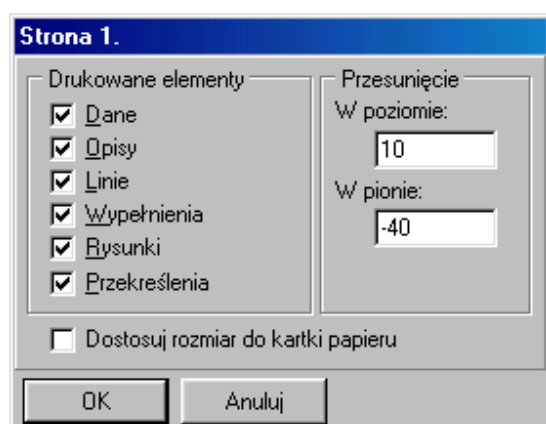 Strona 1.
Drukowane elementy
Dane
Opisy
Linie
Wypełnienia
Rysunki
Przekreślenia
Przesunięcie
W poziomie:
10
W pionie:
-40
Dostosuj rozmiar do kartki papieru
OK
Anuluj